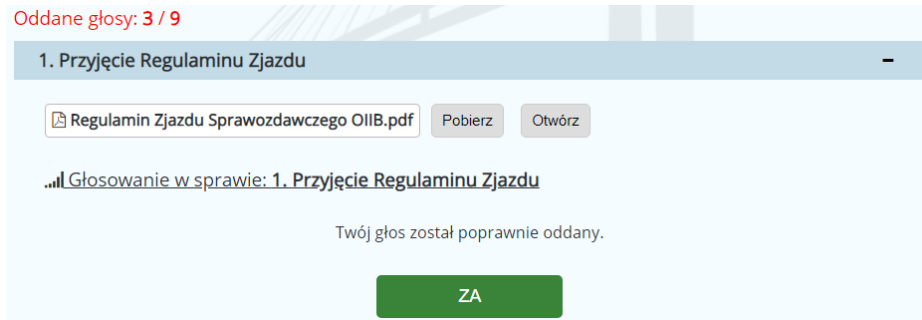 Oddane głosy: 3 / 9
1. Przyjęcie Regulaminu Zjazdu
Regulamin Zjazdu Sprawozdawczego OIIB.pdf Pobierz Otwórz
Głosowanie w sprawie: 1. Przyjęcie Regulaminu Zjazdu
Twój głos został poprawnie oddany.
ZA